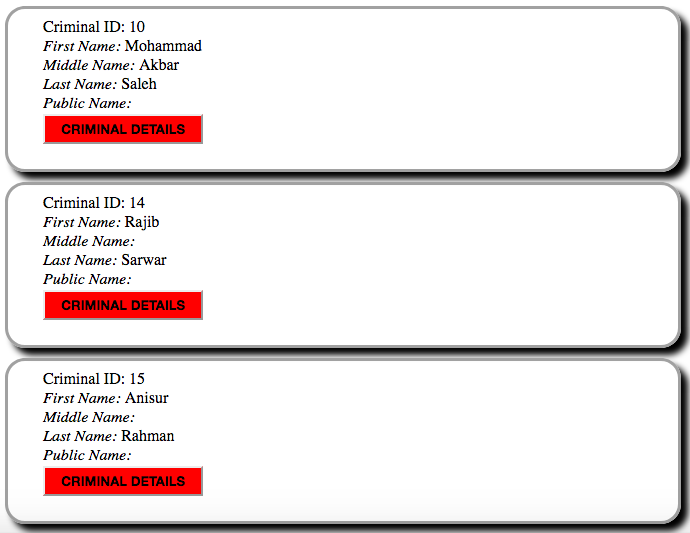 Criminal ID: 10
First Name: Mohammad
Middle Name: Akbar
Last Name: Saleh
Public Name:
CRIMINAL DETAILS
Criminal ID: 14
First Name: Rajib
Middle Name:
Last Name: Sarwar
Public Name:
CRIMINAL DETAILS
Criminal ID: 15
First Name: Anisur
Middle Name:
Last Name: Rahman
Public Name:
CRIMINAL DETAILS